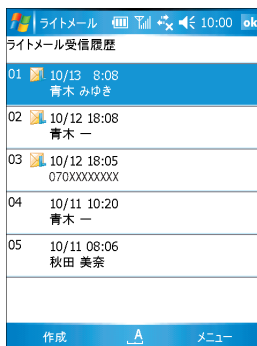 ライトメール 10:00 ok
ライトメール受信履歴
01 10/13 8:08
青木 みゆき
02 10/12 18:08
青木 一
03 10/12 18:05
070XXXXXXXX
04 10/11 10:20
青木 一
05 10/11 08:06
秋田 美奈
作成 A メニュー